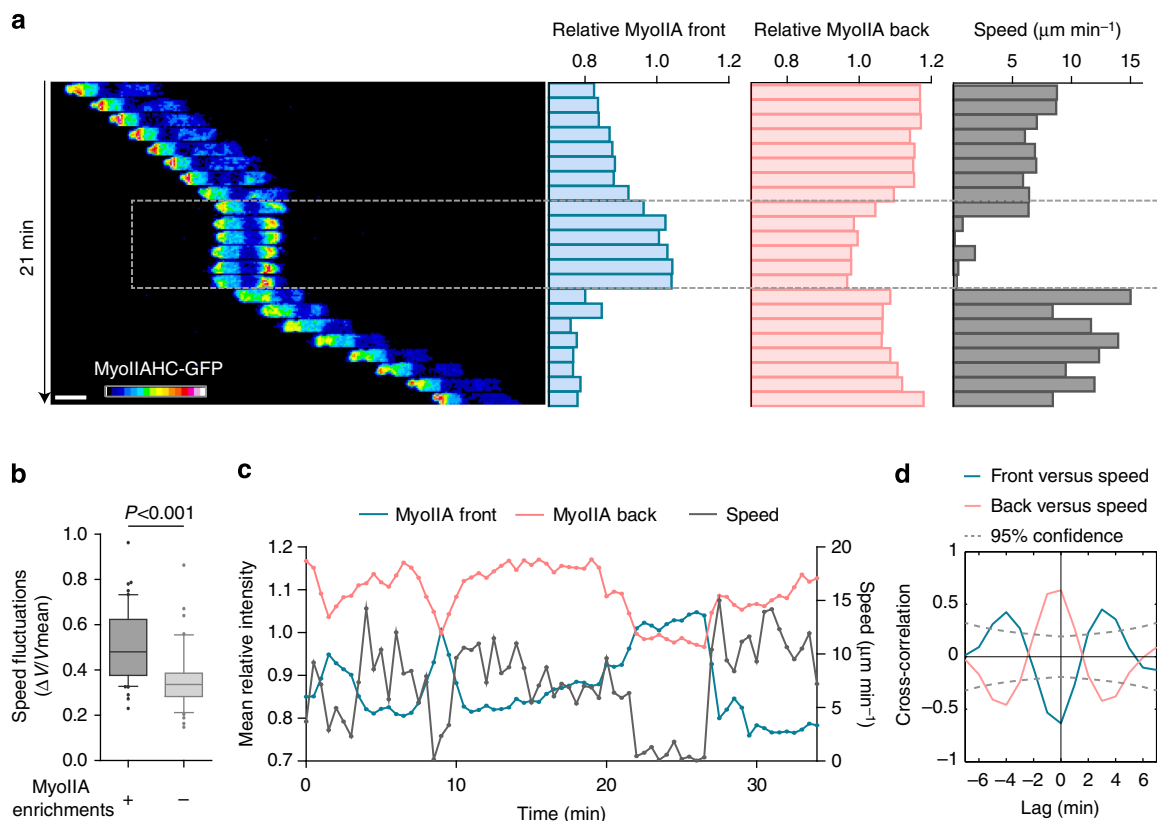 a
Relative MyoIIA front
0.8 1.0 1.2
Relative MyoIIA back
0.8 1.0 1.2
Speed (μm min⁻¹)
5 10 15
21 min
MyoIIAHC-GFP
b
P<0.001
Speed fluctuations
(ΔV/Vmean)
1.0
0.8
0.6
0.4
0.2
0.0
MyoIIA
enrichments
+ −
c
MyoIIA front MyoIIA back Speed
Mean relative intensity
1.2
1.1
1.0
0.9
0.8
0.7
0 10 20 30
Time (min)
20
15
10
5
0
Speed (μm min⁻¹)
d
Front versus speed
Back versus speed
95% confidence
Cross-correlation
1
0.5
0
−0.5
−1
−6 −4 −2 0 2 4 6
Lag (min)